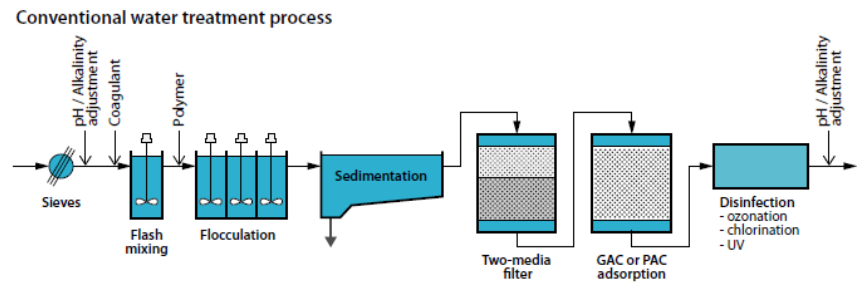 Conventional water treatment process
pH / Alkalinity
adjustment
Coagulant
Polymer
pH / Alkalinity
adjustment
Sieves
Flash
mixing
Flocculation
Sedimentation
Two-media
filter
GAC or PAC
adsorption
Disinfection
- ozonation
- chlorination
- UV